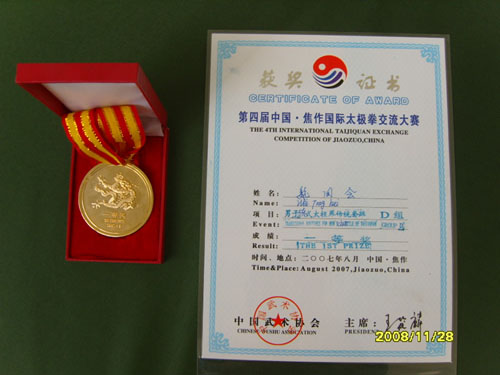 获奖 证书
CERTIFICATE OF AWARD
第四届中国·焦作国际太极拳交流大赛
THE 4TH INTERNATIONAL TAIJIQUAN EXCHANGE
COMPETITION OF JIAOZUO,CHINA
姓名:
Name:
项目: D组
Event:
成绩: 一等奖
Result: THE 1ST PRIZE
时间、地点:二〇〇七年八月 中国·焦作
Time&Place: August 2007, Jiaozuo, China
中国武术协会 主席:
CHINESE WUSHU ASSOCIATION PRESIDENT
2008/11/28